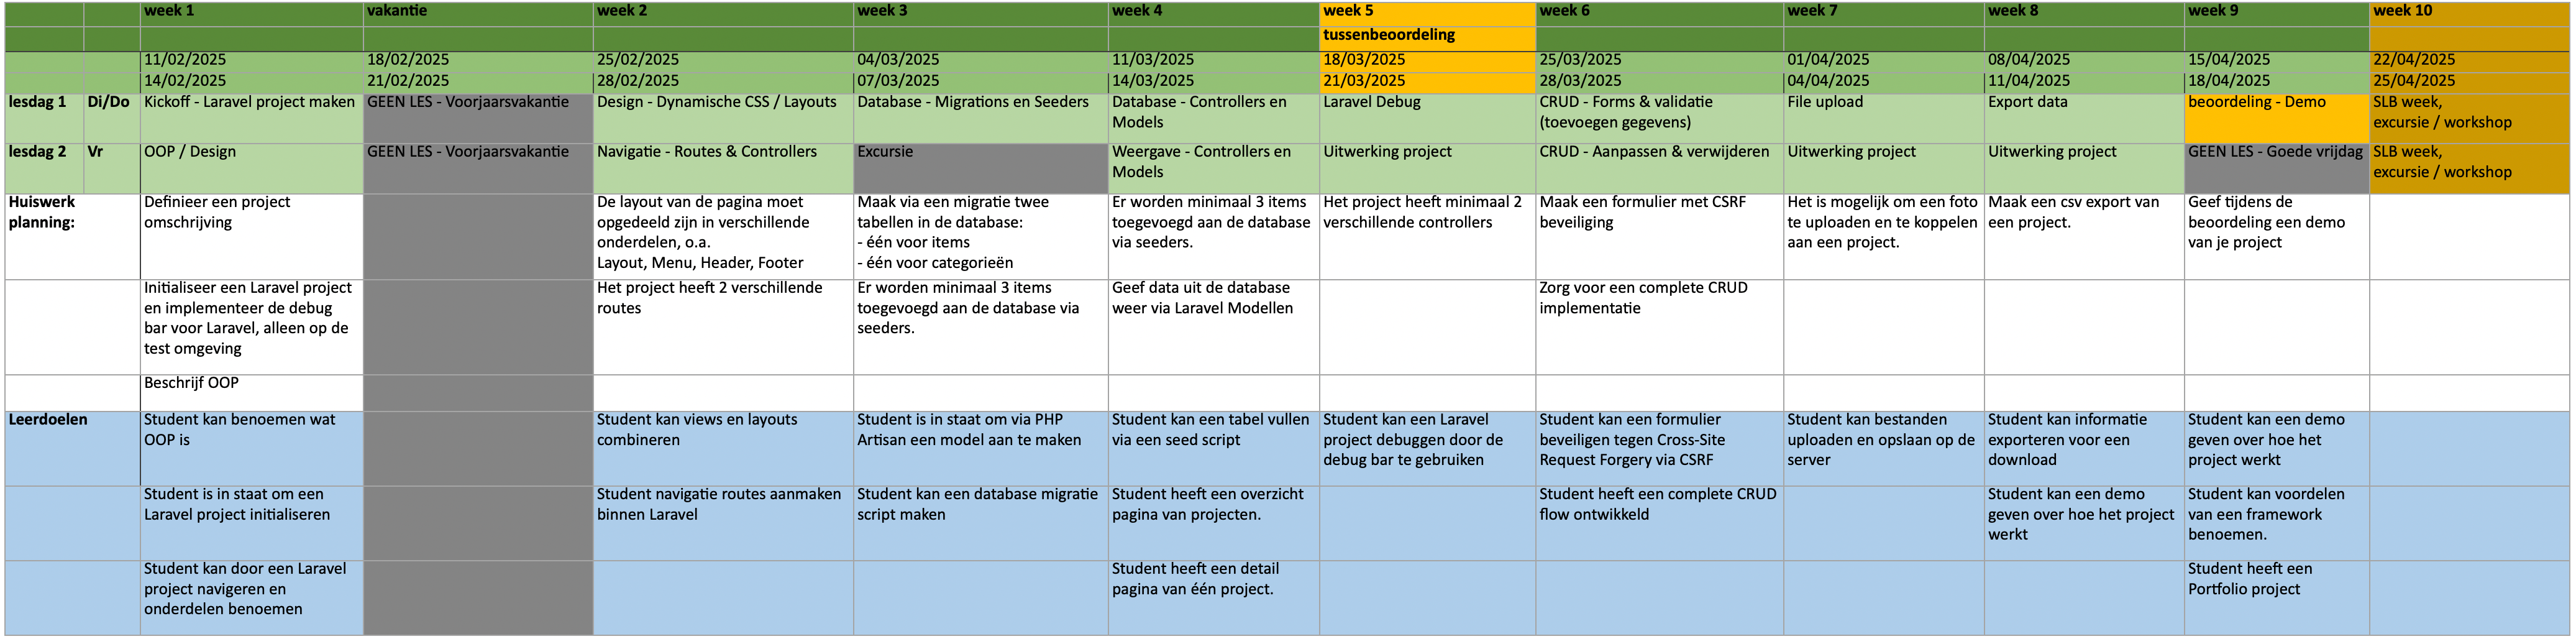 week 1 vakantie week 2 week 3 week 4 week 5 week 6 week 7 week 8 week 9 week 10
tussenbeoordeling
11/02/2025 18/02/2025 25/02/2025 04/03/2025 11/03/2025 18/03/2025 25/03/2025 01/04/2025 08/04/2025 15/04/2025 22/04/2025
14/02/2025 21/02/2025 28/02/2025 07/03/2025 14/03/2025 21/03/2025 28/03/2025 04/04/2025 11/04/2025 18/04/2025 25/04/2025
lesdag 1
Di/Do
Kickoff - Laravel project maken
GEEN LES - Voorjaarsvakantie
Design - Dynamische CSS / Layouts
Database - Migrations en Seeders
Database - Controllers en
Models
Laravel Debug
CRUD - Forms & validatie
(toevoegen gegevens)
File upload
Export data
beoordeling - Demo
SLB week,
excursie / workshop
lesdag 2
Vr
OOP / Design
GEEN LES - Voorjaarsvakantie
Navigatie - Routes & Controllers
Excursie
Weergave - Controllers en
Models
Uitwerking project
CRUD - Aanpassen & verwijderen
Uitwerking project
Uitwerking project
GEEN LES - Goede vrijdag
SLB week,
excursie / workshop
Huiswerk
planning:
Definieer een project
omschrijving
De layout van de pagina moet
opgedeeld zijn in verschillende
onderdelen, o.a.
Layout, Menu, Header, Footer
Maak via een migratie twee
tabellen in de database:
- één voor items
- één voor categorieën
Er worden minimaal 3 items
toegevoegd aan de database
via seeders.
Het project heeft minimaal 2
verschillende controllers
Maak een formulier met CSRF
beveiliging
Het is mogelijk om een foto
te uploaden en te koppelen
aan een project.
Maak een csv export van
een project.
Geef tijdens de
beoordeling een demo
van je project
Initialiseer een Laravel project
en implementeer de debug
bar voor Laravel, alleen op de
test omgeving
Het project heeft 2 verschillende
routes
Er worden minimaal 3 items
toegevoegd aan de database via
seeders.
Geef data uit de database
weer via Laravel Modellen
Zorg voor een complete CRUD
implementatie
Beschrijf OOP
Leerdoelen
Student kan benoemen wat
OOP is
Student kan views en layouts
combineren
Student is in staat om via PHP
Artisan een model aan te maken
Student kan een tabel vullen
via een seed script
Student kan een Laravel
project debuggen door de
debug bar te gebruiken
Student kan een formulier
beveiligen tegen Cross-Site
Request Forgery via CSRF
Student kan bestanden
uploaden en opslaan op de
server
Student kan informatie
exporteren voor een
download
Student kan een demo
geven over hoe het
project werkt
Student is in staat om een
Laravel project initialiseren
Student navigatie routes aanmaken
binnen Laravel
Student kan een database migratie
script maken
Student heeft een overzicht
pagina van projecten.
Student heeft een complete CRUD
flow ontwikkeld
Student kan een demo
geven over hoe het project
werkt
Student kan voordelen
van een framework
benoemen.
Student kan door een Laravel
project navigeren en
onderdelen benoemen
Student heeft een detail
pagina van één project.
Student heeft een
Portfolio project